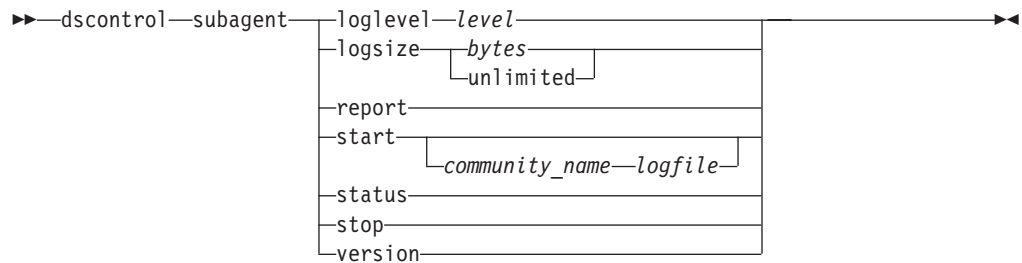 dscontrol subagent loglevel level
logsize bytes
unlimited
report
start
community_name logfile
status
stop
version